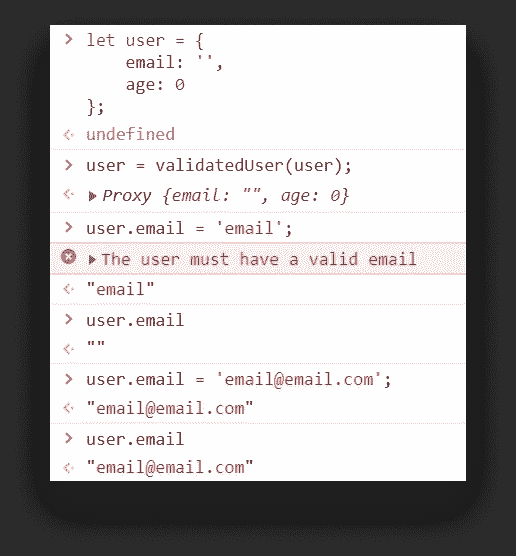 > let user = {
email: '',
age: 0
};
<· undefined
> user = validatedUser(user);
<· ▶Proxy {email: "", age: 0}
> user.email = 'email';
▶The user must have a valid email
<· "email"
> user.email
<· ""
> user.email = 'email@email.com';
<· "email@email.com"
> user.email
<· "email@email.com"